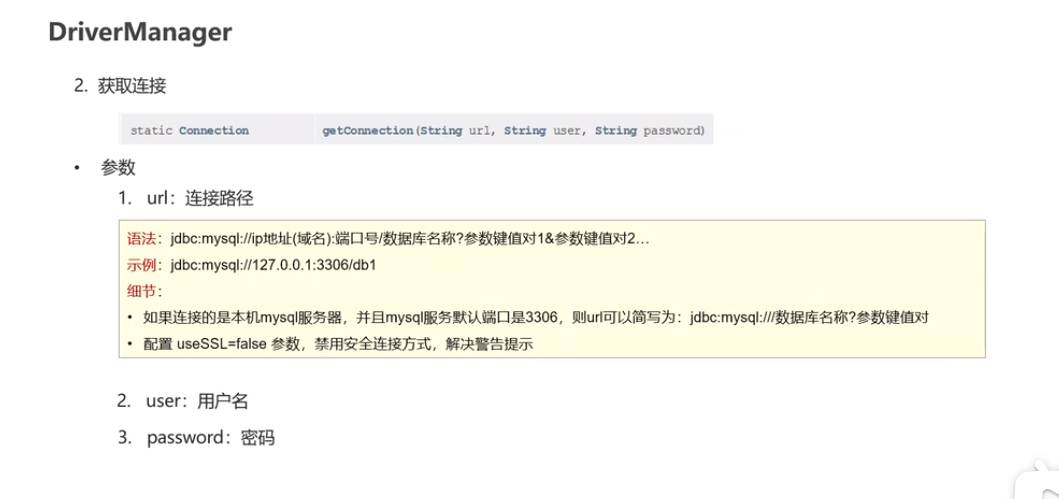 DriverManager
2. 获取连接
static Connection getConnection(String url, String user, String password)
• 参数
1. url：连接路径
语法：jdbc:mysql://ip地址(域名):端口号/数据库名称?参数键值对1&参数键值对2…
示例：jdbc:mysql://127.0.0.1:3306/db1
细节：
• 如果连接的是本机mysql服务器，并且mysql服务默认端口是3306，则url可以简写为：jdbc:mysql:///数据库名称?参数键值对
• 配置 useSSL=false 参数，禁用安全连接方式，解决警告提示
2. user：用户名
3. password：密码